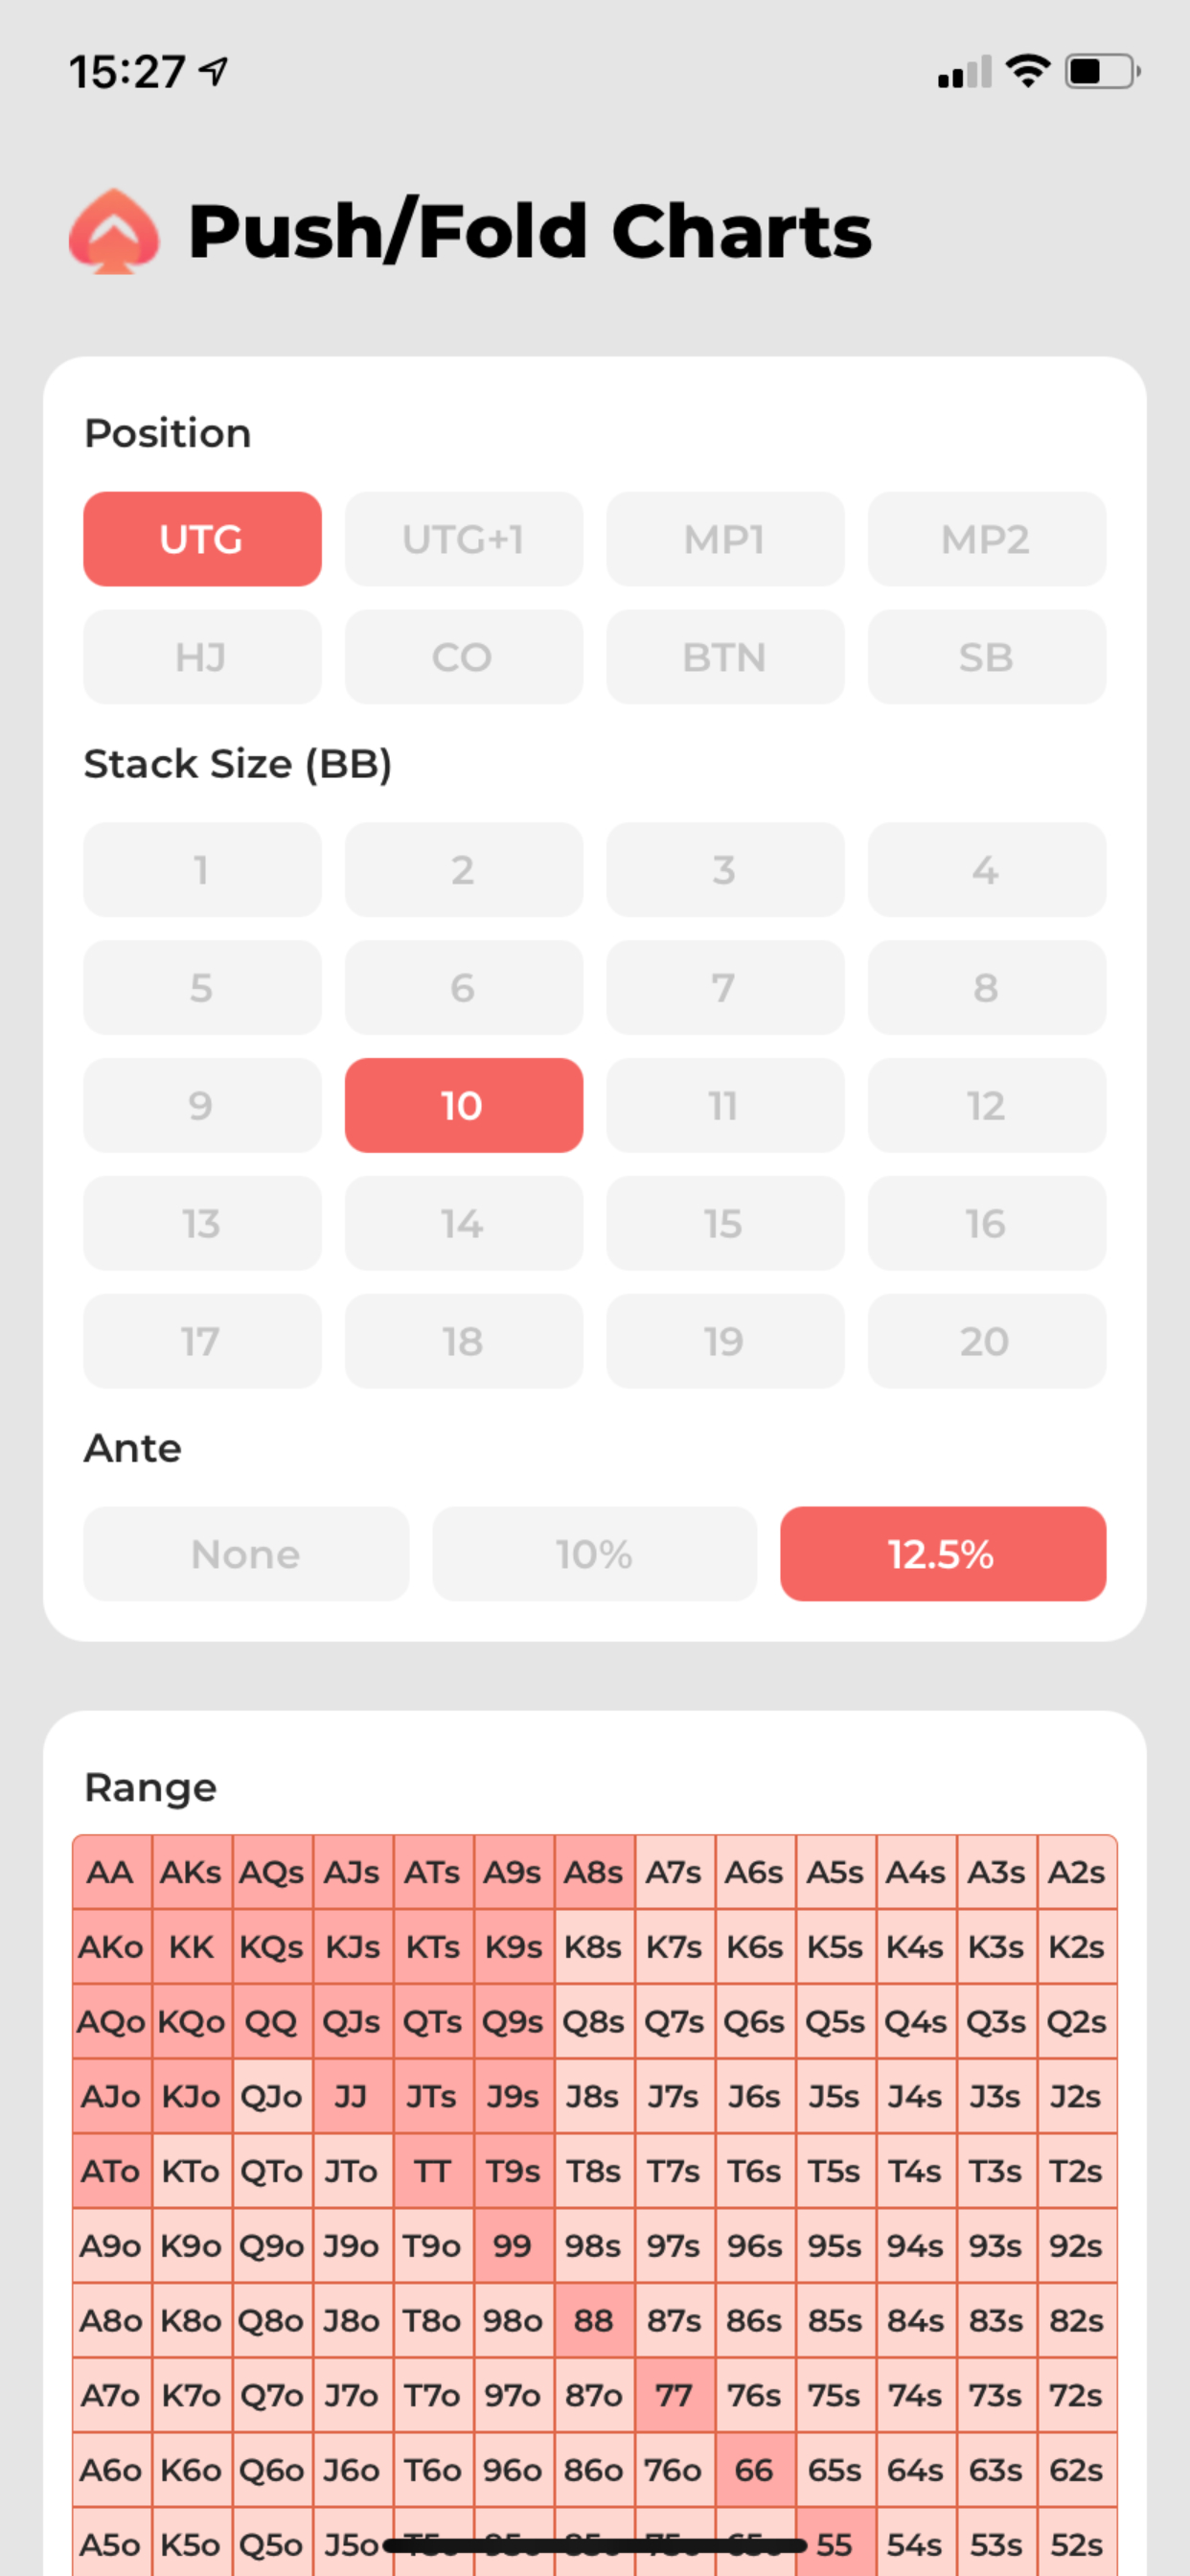 15:27
Push/Fold Charts
Position
UTG UTG+1 MP1 MP2
HJ CO BTN SB
Stack Size (BB)
1 2 3 4
5 6 7 8
9 10 11 12
13 14 15 16
17 18 19 20
Ante
None 10% 12.5%
Range
AA AKs AQs AJs ATs A9s A8s A7s A6s A5s A4s A3s A2s
AKo KK KQs KJs KTs K9s K8s K7s K6s K5s K4s K3s K2s
AQo KQo QQ QJs QTs Q9s Q8s Q7s Q6s Q5s Q4s Q3s Q2s
AJo KJo QJo JJ JTs J9s J8s J7s J6s J5s J4s J3s J2s
ATo KTo QTo JTo TT T9s T8s T7s T6s T5s T4s T3s T2s
A9o K9o Q9o J9o T9o 99 98s 97s 96s 95s 94s 93s 92s
A8o K8o Q8o J8o T8o 98o 88 87s 86s 85s 84s 83s 82s
A7o K7o Q7o J7o T7o 97o 87o 77 76s 75s 74s 73s 72s
A6o K6o Q6o J6o T6o 96o 86o 76o 66 65s 64s 63s 62s
A5o K5o Q5o J5o T5o 95o 85o 75o 65o 55 54s 53s 52s